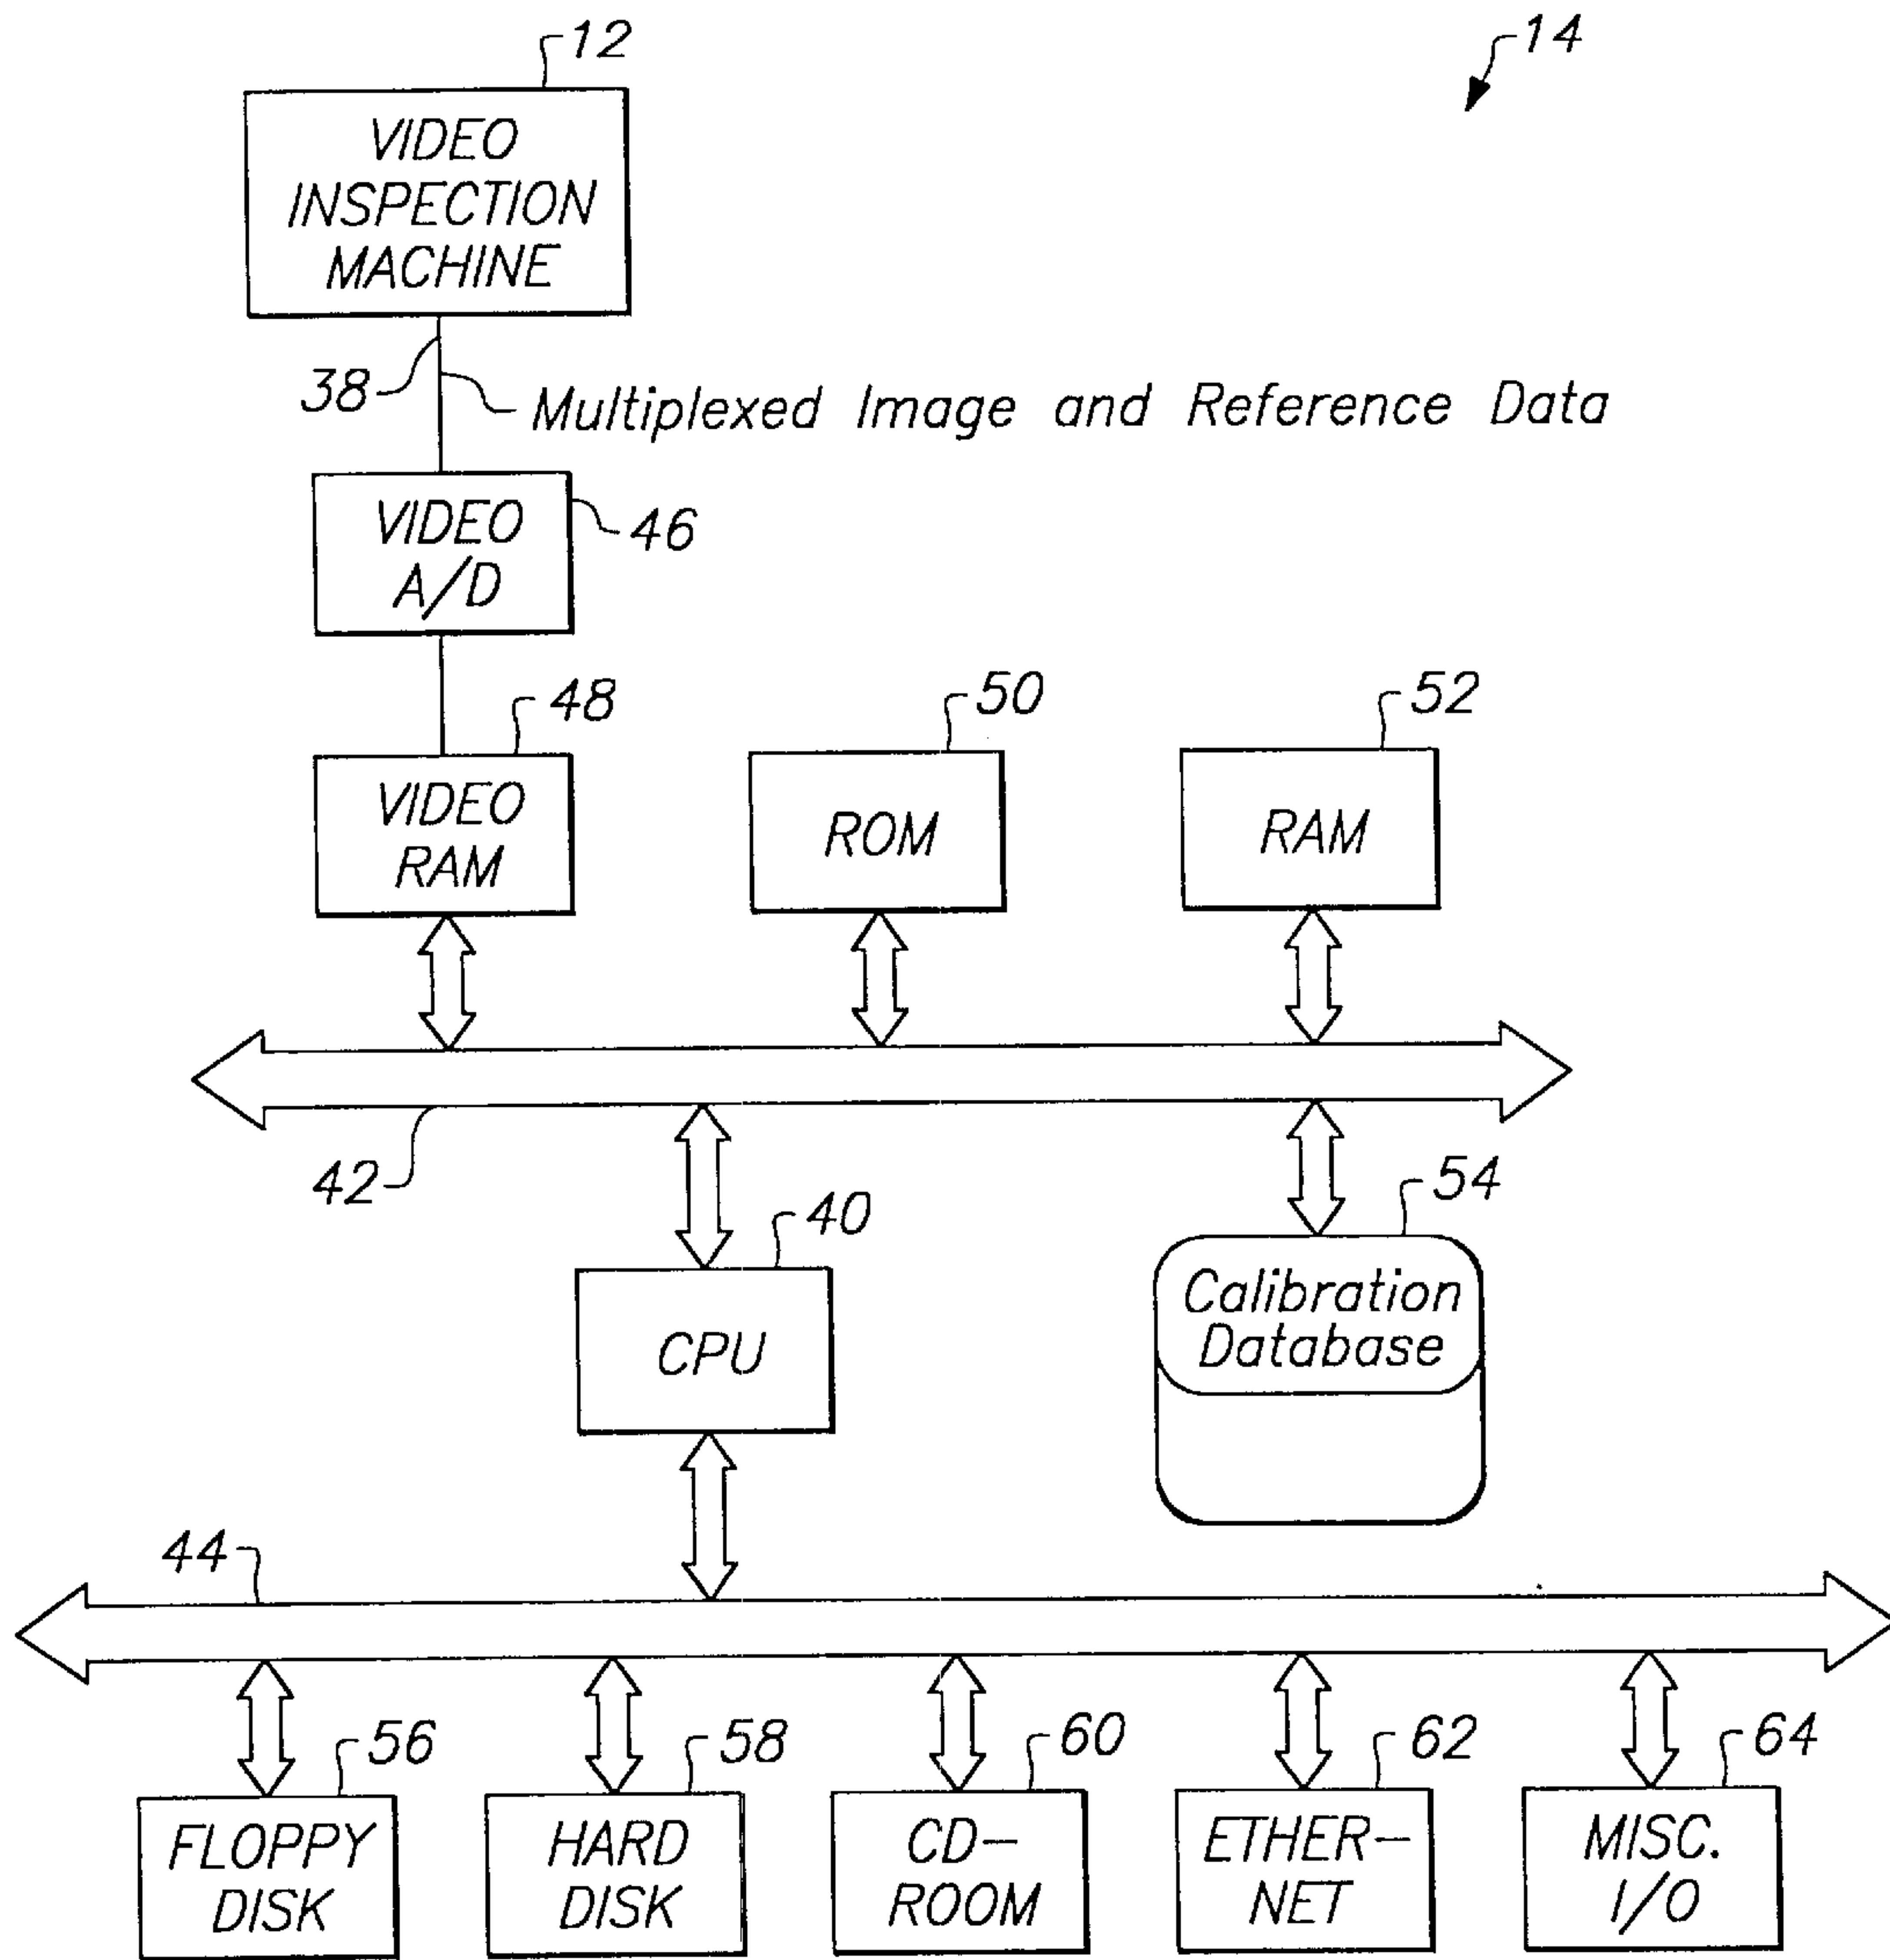 12
14
VIDEO
INSPECTION
MACHINE
38
Multiplexed Image and Reference Data
VIDEO
A/D
46
48
50
52
VIDEO
RAM
ROM
RAM
42
40
54
CPU
Calibration
Database
44
56
58
60
62
64
FLOPPY
DISK
HARD
DISK
CD-
ROOM
ETHER-
NET
MISC.
I/O